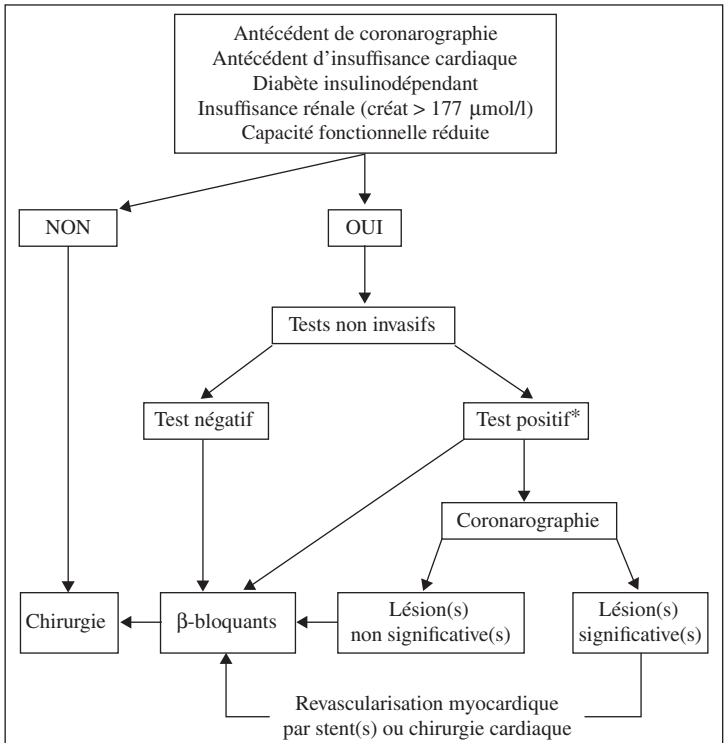 Antécédent de coronarographie
Antécédent d'insuffisance cardiaque
Diabète insulinodépendant
Insuffisance rénale (créat > 177 μmol/l)
Capacité fonctionnelle réduite
NON
OUI
Tests non invasifs
Test négatif
Test positif*
Coronarographie
Chirurgie
β-bloquants
Lésion(s)
non significative(s)
Lésion(s)
significative(s)
Revascularisation myocardique
par stent(s) ou chirurgie cardiaque